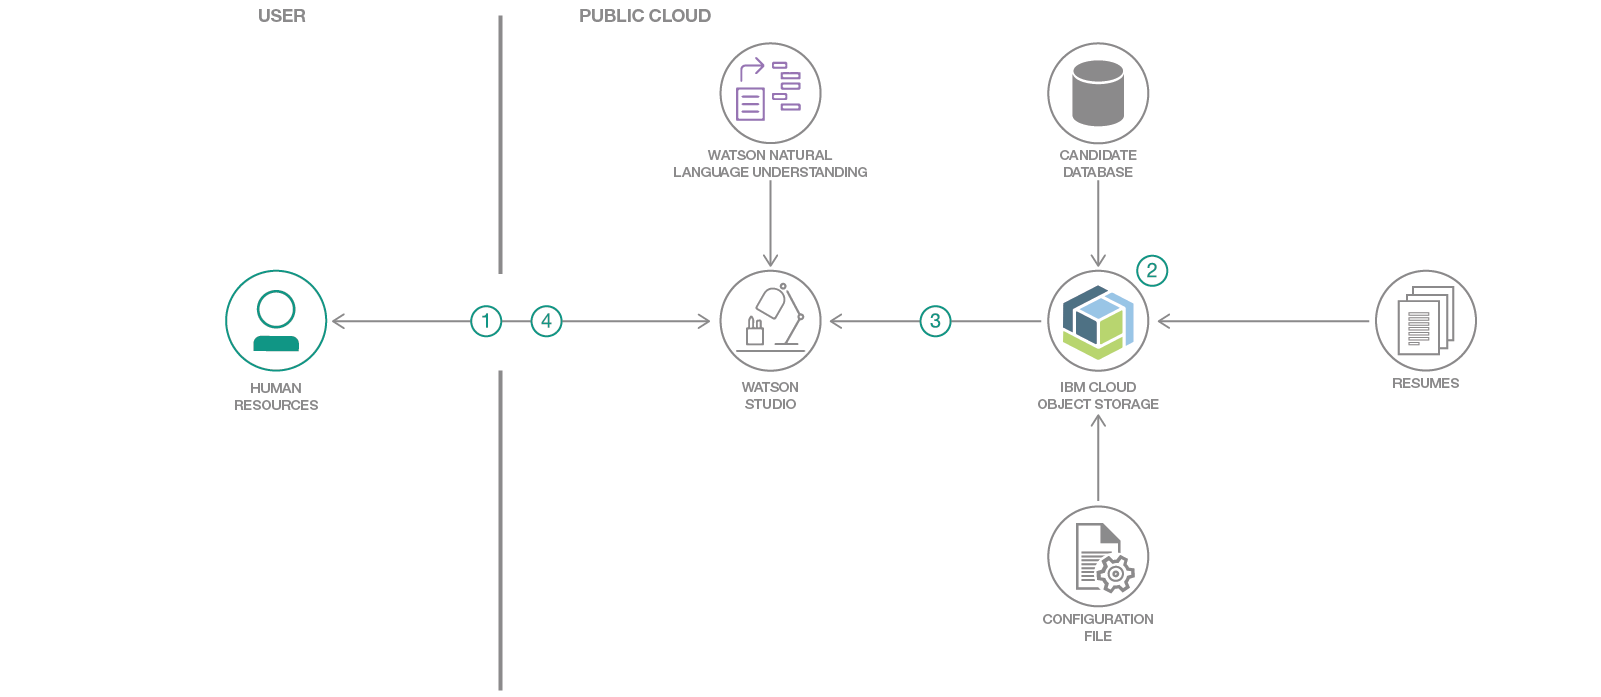 USER
PUBLIC CLOUD
WATSON NATURAL
LANGUAGE UNDERSTANDING
CANDIDATE
DATABASE
2
1
4
3
HUMAN
RESOURCES
WATSON
STUDIO
IBM CLOUD
OBJECT STORAGE
RESUMES
CONFIGURATION
FILE